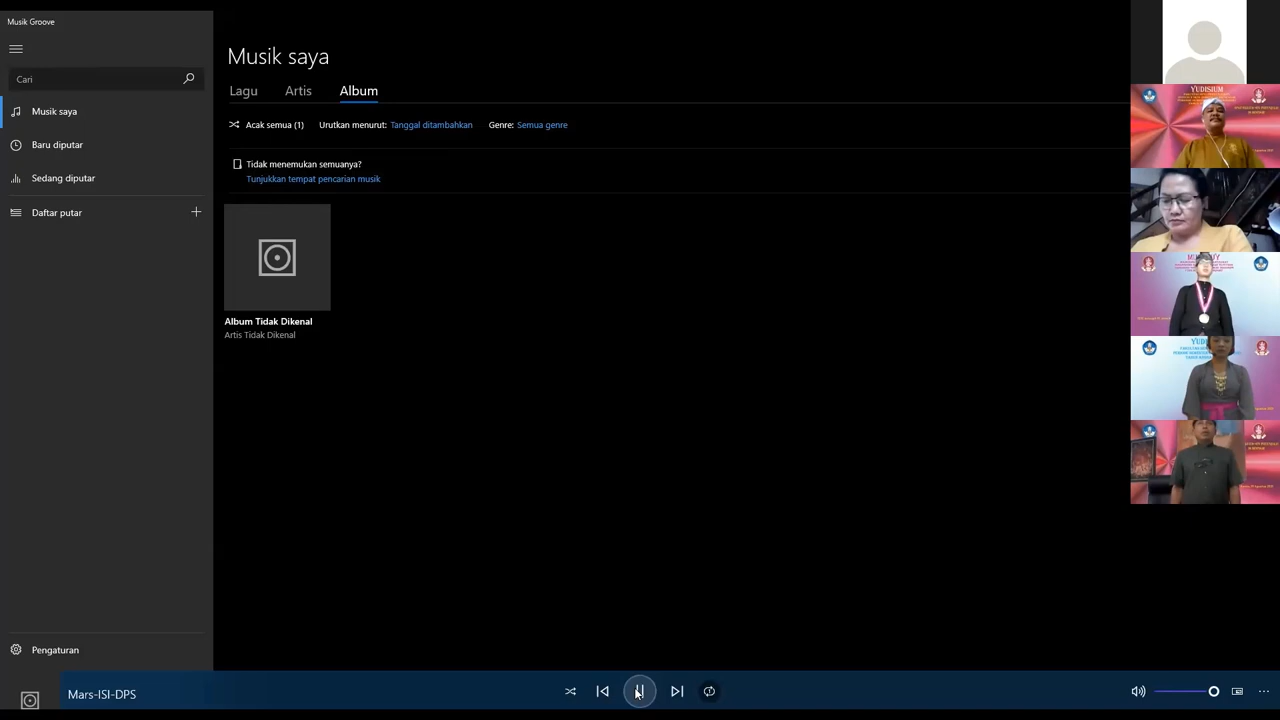 Musik Groove
Cari
Musik saya
Baru diputar
Sedang diputar
Daftar putar
Pengaturan
Musik saya
Lagu Artis Album
Acak semua (1) Urutkan menurut: Tanggal ditambahkan Genre: Semua genre
Tidak menemukan semuanya?
Tunjukkan tempat pencarian musik
Album Tidak Dikenal
Artis Tidak Dikenal
Mars-ISI-DPS
YUDISIUM